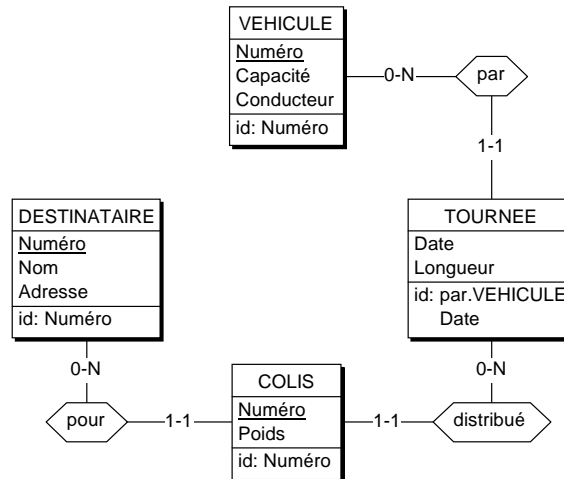 VEHICULE
Numéro
Capacité
Conducteur
id: Numéro
0-N
par
1-1
DESTINATAIRE
Numéro
Nom
Adresse
id: Numéro
TOURNEE
Date
Longueur
id: par.VEHICULE
Date
0-N
0-N
pour
1-1
COLIS
Numéro
Poids
id: Numéro
1-1
distribué